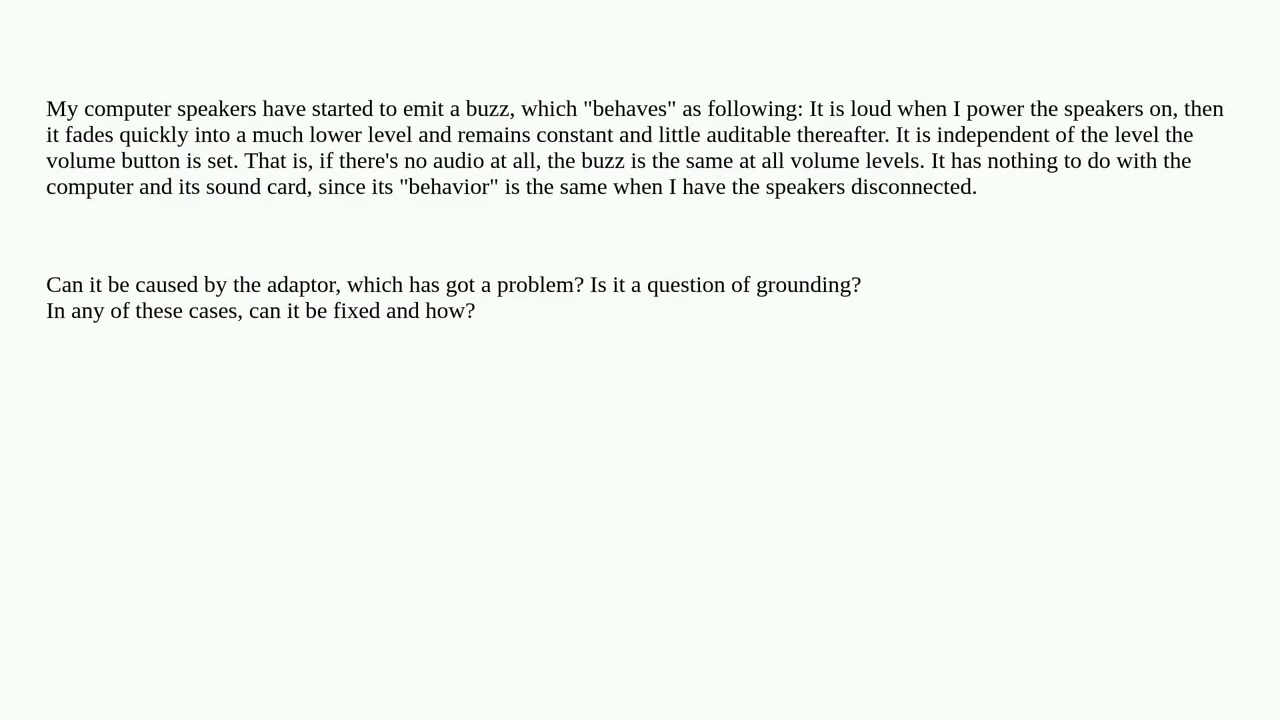 My computer speakers have started to emit a buzz, which "behaves" as following: It is loud when I power the speakers on, then
it fades quickly into a much lower level and remains constant and little auditable thereafter. It is independent of the level the
volume button is set. That is, if there's no audio at all, the buzz is the same at all volume levels. It has nothing to do with the
computer and its sound card, since its "behavior" is the same when I have the speakers disconnected.
Can it be caused by the adaptor, which has got a problem? Is it a question of grounding?
In any of these cases, can it be fixed and how?